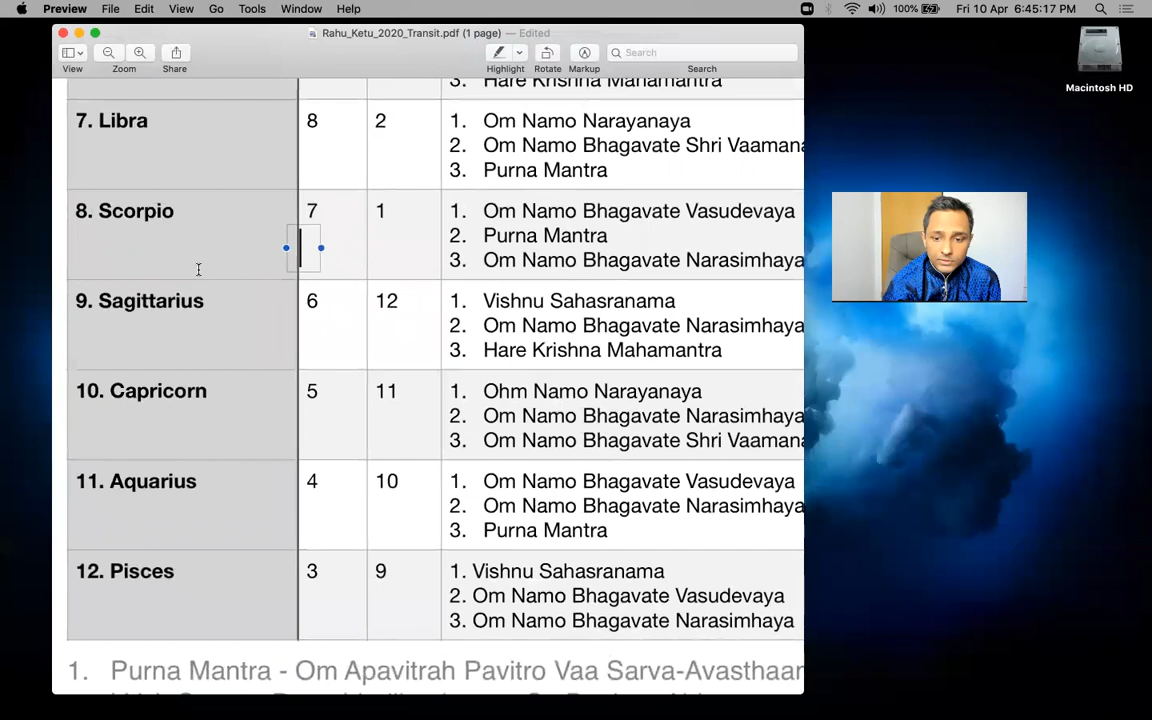 Preview File Edit View Go Tools Window Help 100% Fri 10 Apr 6:45:17 PM
Rahu_Ketu_2020_Transit.pdf (1 page) — Edited
Search
View Zoom Share Highlight Rotate Markup Search
Macintosh HD
3. Hare Krishna Mahamantra
7. Libra 8 2 1. Om Namo Narayanaya
2. Om Namo Bhagavate Shri Vaamana
3. Purna Mantra
8. Scorpio 7 1 1. Om Namo Bhagavate Vasudevaya
2. Purna Mantra
3. Om Namo Bhagavate Narasimhaya
9. Sagittarius 6 12 1. Vishnu Sahasranama
2. Om Namo Bhagavate Narasimhaya
3. Hare Krishna Mahamantra
10. Capricorn 5 11 1. Ohm Namo Narayanaya
2. Om Namo Bhagavate Narasimhaya
3. Om Namo Bhagavate Shri Vaamana
11. Aquarius 4 10 1. Om Namo Bhagavate Vasudevaya
2. Om Namo Bhagavate Narasimhaya
3. Purna Mantra
12. Pisces 3 9 1. Vishnu Sahasranama
2. Om Namo Bhagavate Vasudevaya
3. Om Namo Bhagavate Narasimhaya
1. Purna Mantra - Om Apavitrah Pavitro Vaa Sarva-Avasthaam